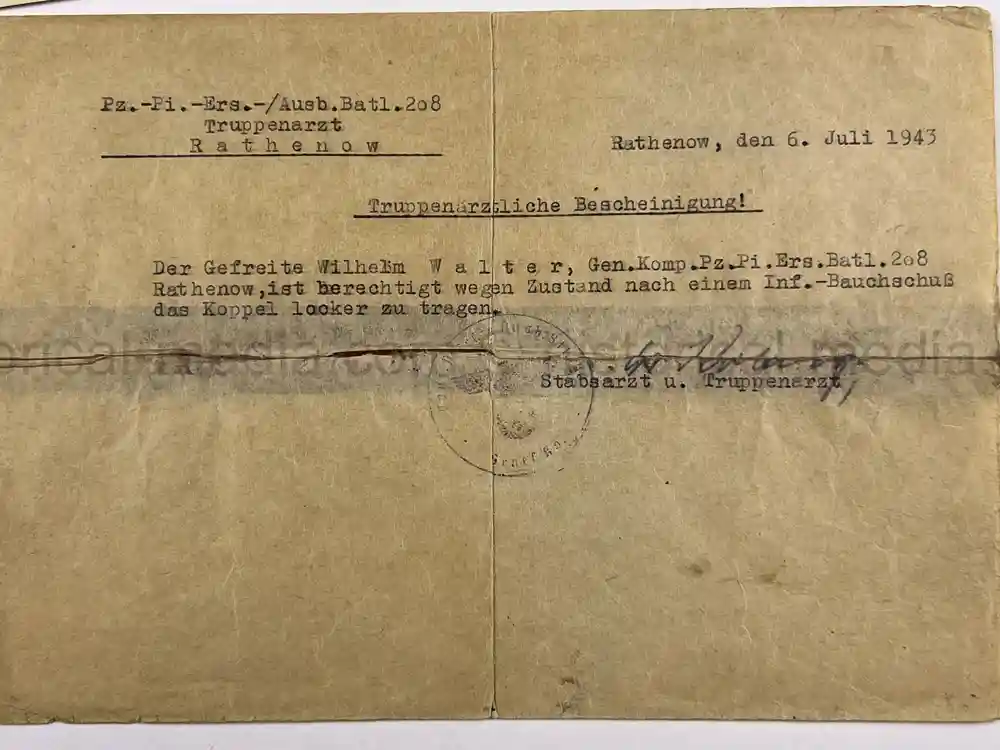 Pz.-Pi.-Ers.-/Ausb.Batl.2o8
Truppenarzt
R a t h e n o w
Rathenow, den 6. Juli 1943
Truppenärztliche Bescheinigung!
Der Gefreite Wilhelm W a l t e r, Gen.Komp.Pz.Pi.Ers.Batl.2o8
Rathenow,ist berechtigt wegen Zustand nach einem Inf.-Bauchschuß
das Koppel locker zu tragen.
Stabsarzt u. Truppenarzt